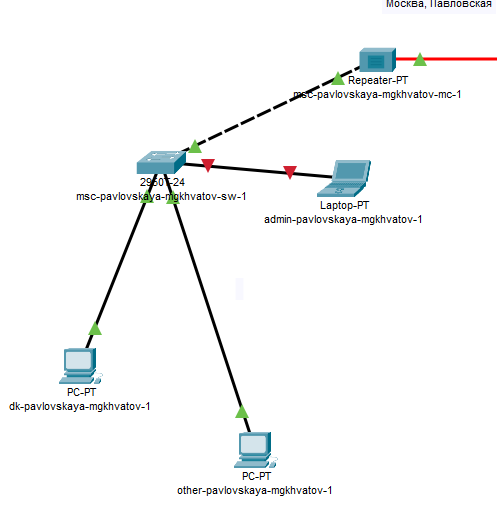 Москва, Павловская
Repeater-PT
msc-pavlovskaya-mgkhvatov-mc-1
2950T-24
msc-pavlovskaya-mgkhvatov-sw-1
Laptop-PT
admin-pavlovskaya-mgkhvatov-1
PC-PT
dk-pavlovskaya-mgkhvatov-1
PC-PT
other-pavlovskaya-mgkhvatov-1